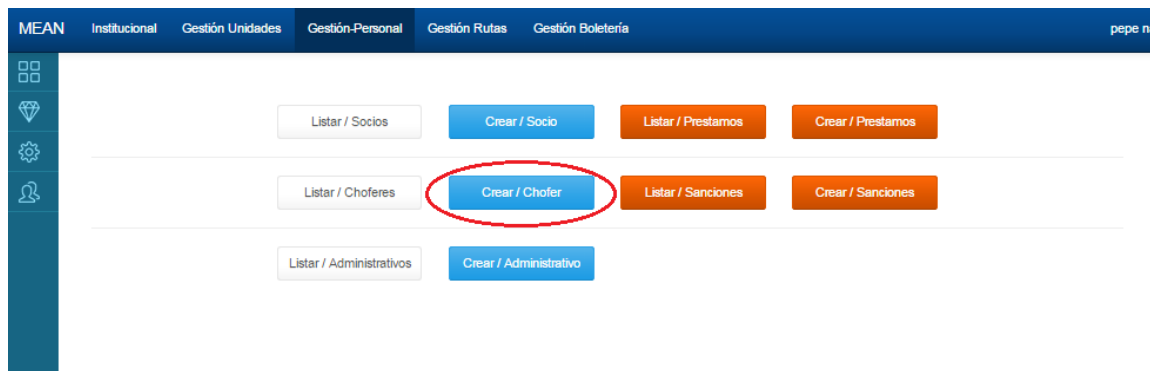 MEAN Institucional Gestión Unidades Gestión-Personal Gestión Rutas Gestión Boletería pepe
Listar / Socios Crear / Socio Listar / Prestamos Crear / Prestamos
Listar / Choferes Crear / Chofer Listar / Sanciones Crear / Sanciones
Listar / Administrativos Crear / Administrativo